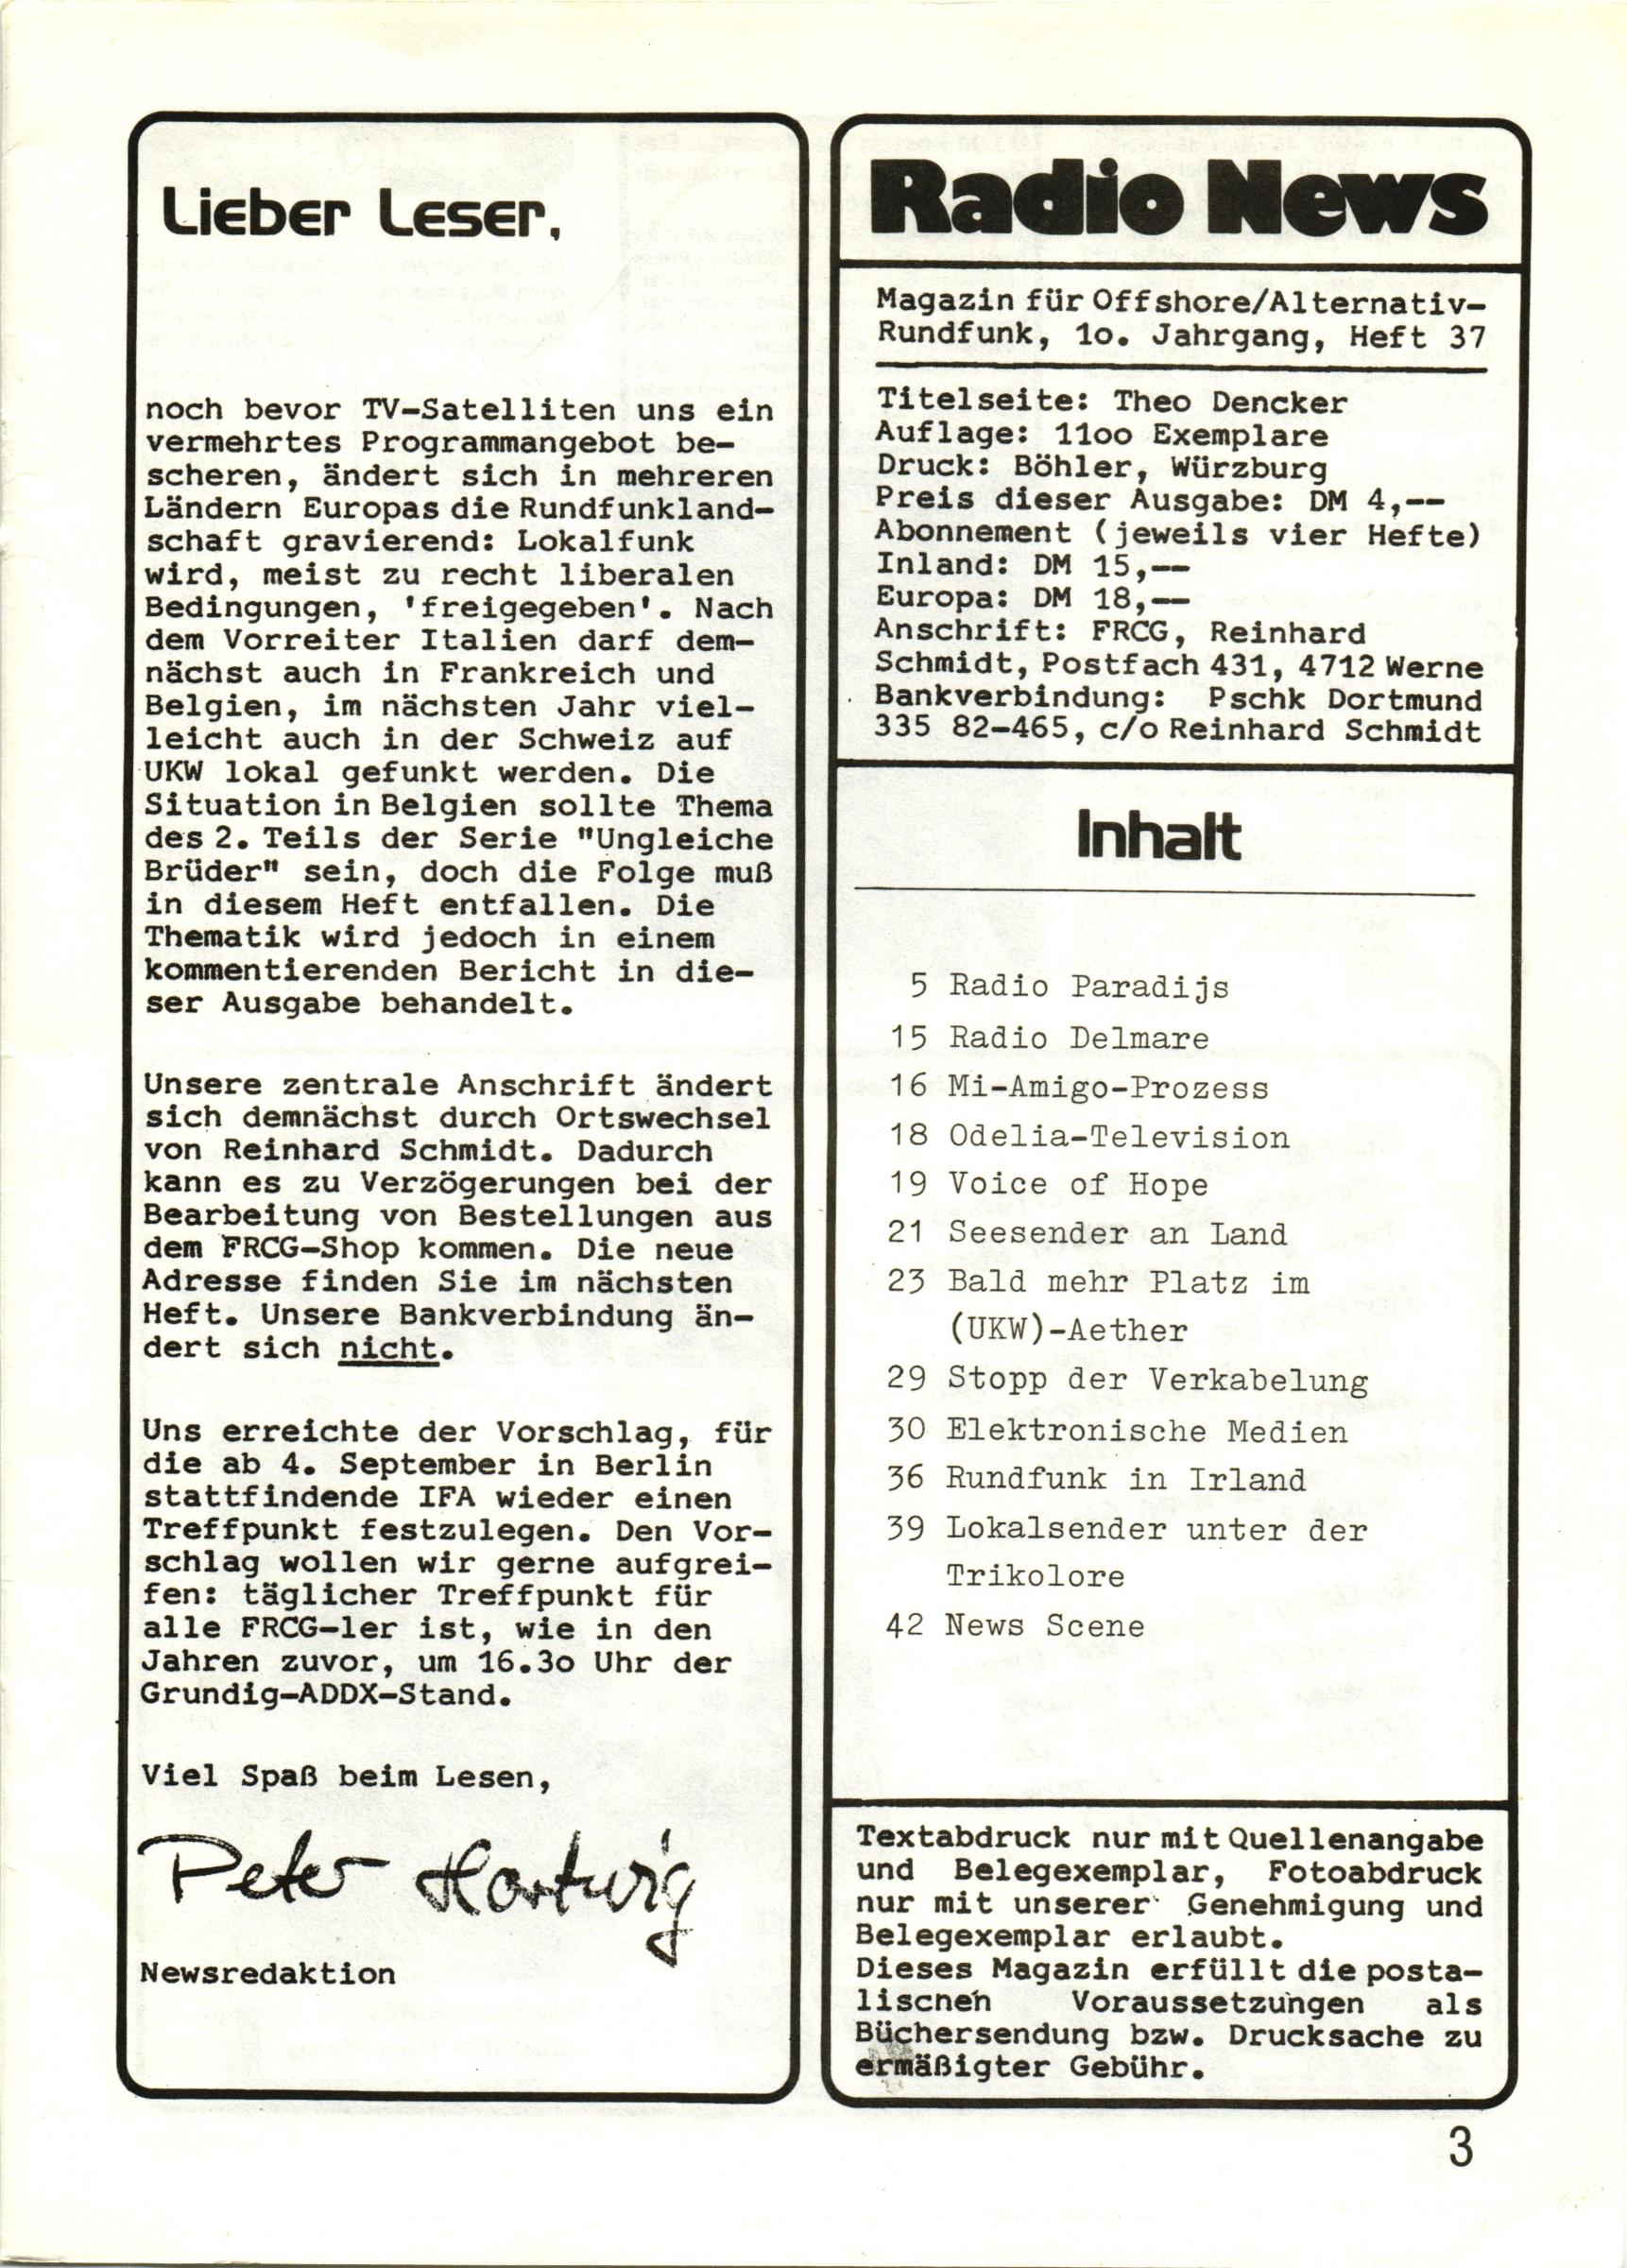 Lieber Leser,
noch bevor TV-Satelliten uns ein
vermehrtes Programmangebot be-
scheren, ändert sich in mehreren
Ländern Europas die Rundfunkland-
schaft gravierend: Lokalfunk
wird, meist zu recht liberalen
Bedingungen, 'freigegeben'. Nach
dem Vorreiter Italien darf dem-
nächst auch in Frankreich und
Belgien, im nächsten Jahr viel-
leicht auch in der Schweiz auf
UKW lokal gefunkt werden. Die
Situation in Belgien sollte Thema
des 2. Teils der Serie "Ungleiche
Brüder" sein, doch die Folge muß
in diesem Heft entfallen. Die
Thematik wird jedoch in einem
kommentierenden Bericht in die-
ser Ausgabe behandelt.
Unsere zentrale Anschrift ändert
sich demnächst durch Ortswechsel
von Reinhard Schmidt. Dadurch
kann es zu Verzögerungen bei der
Bearbeitung von Bestellungen aus
dem FRCG-Shop kommen. Die neue
Adresse finden Sie im nächsten
Heft. Unsere Bankverbindung än-
dert sich nicht.
Uns erreichte der Vorschlag, für
die ab 4. September in Berlin
stattfindende IFA wieder einen
Treffpunkt festzulegen. Den Vor-
schlag wollen wir gerne aufgrei-
fen: täglicher Treffpunkt für
alle FRCG-ler ist, wie in den
Jahren zuvor, um 16.3o Uhr der
Grundig-ADDX-Stand.
Viel Spaß beim Lesen,
Peter Hartwig
Newsredaktion
Radio News
Magazin für Offshore/Alternativ-
Rundfunk, 1o. Jahrgang, Heft 37
Titelseite: Theo Dencker
Auflage: 11oo Exemplare
Druck: Böhler, Würzburg
Preis dieser Ausgabe: DM 4,--
Abonnement (jeweils vier Hefte)
Inland: DM 15,--
Europa: DM 18,--
Anschrift: FRCG, Reinhard
Schmidt, Postfach 431, 4712 Werne
Bankverbindung: Pschk Dortmund
335 82-465, c/o Reinhard Schmidt
Inhalt
5 Radio Paradijs
15 Radio Delmare
16 Mi-Amigo-Prozess
18 Odelia-Television
19 Voice of Hope
21 Seesender an Land
23 Bald mehr Platz im
(UKW)-Aether
29 Stopp der Verkabelung
30 Elektronische Medien
36 Rundfunk in Irland
39 Lokalsender unter der
Trikolore
42 News Scene
Textabdruck nur mit Quellenangabe
und Belegexemplar, Fotoabdruck
nur mit unserer Genehmigung und
Belegexemplar erlaubt.
Dieses Magazin erfüllt die posta-
lischen Voraussetzungen als
Büchersendung bzw. Drucksache zu
ermäßigter Gebühr.
3